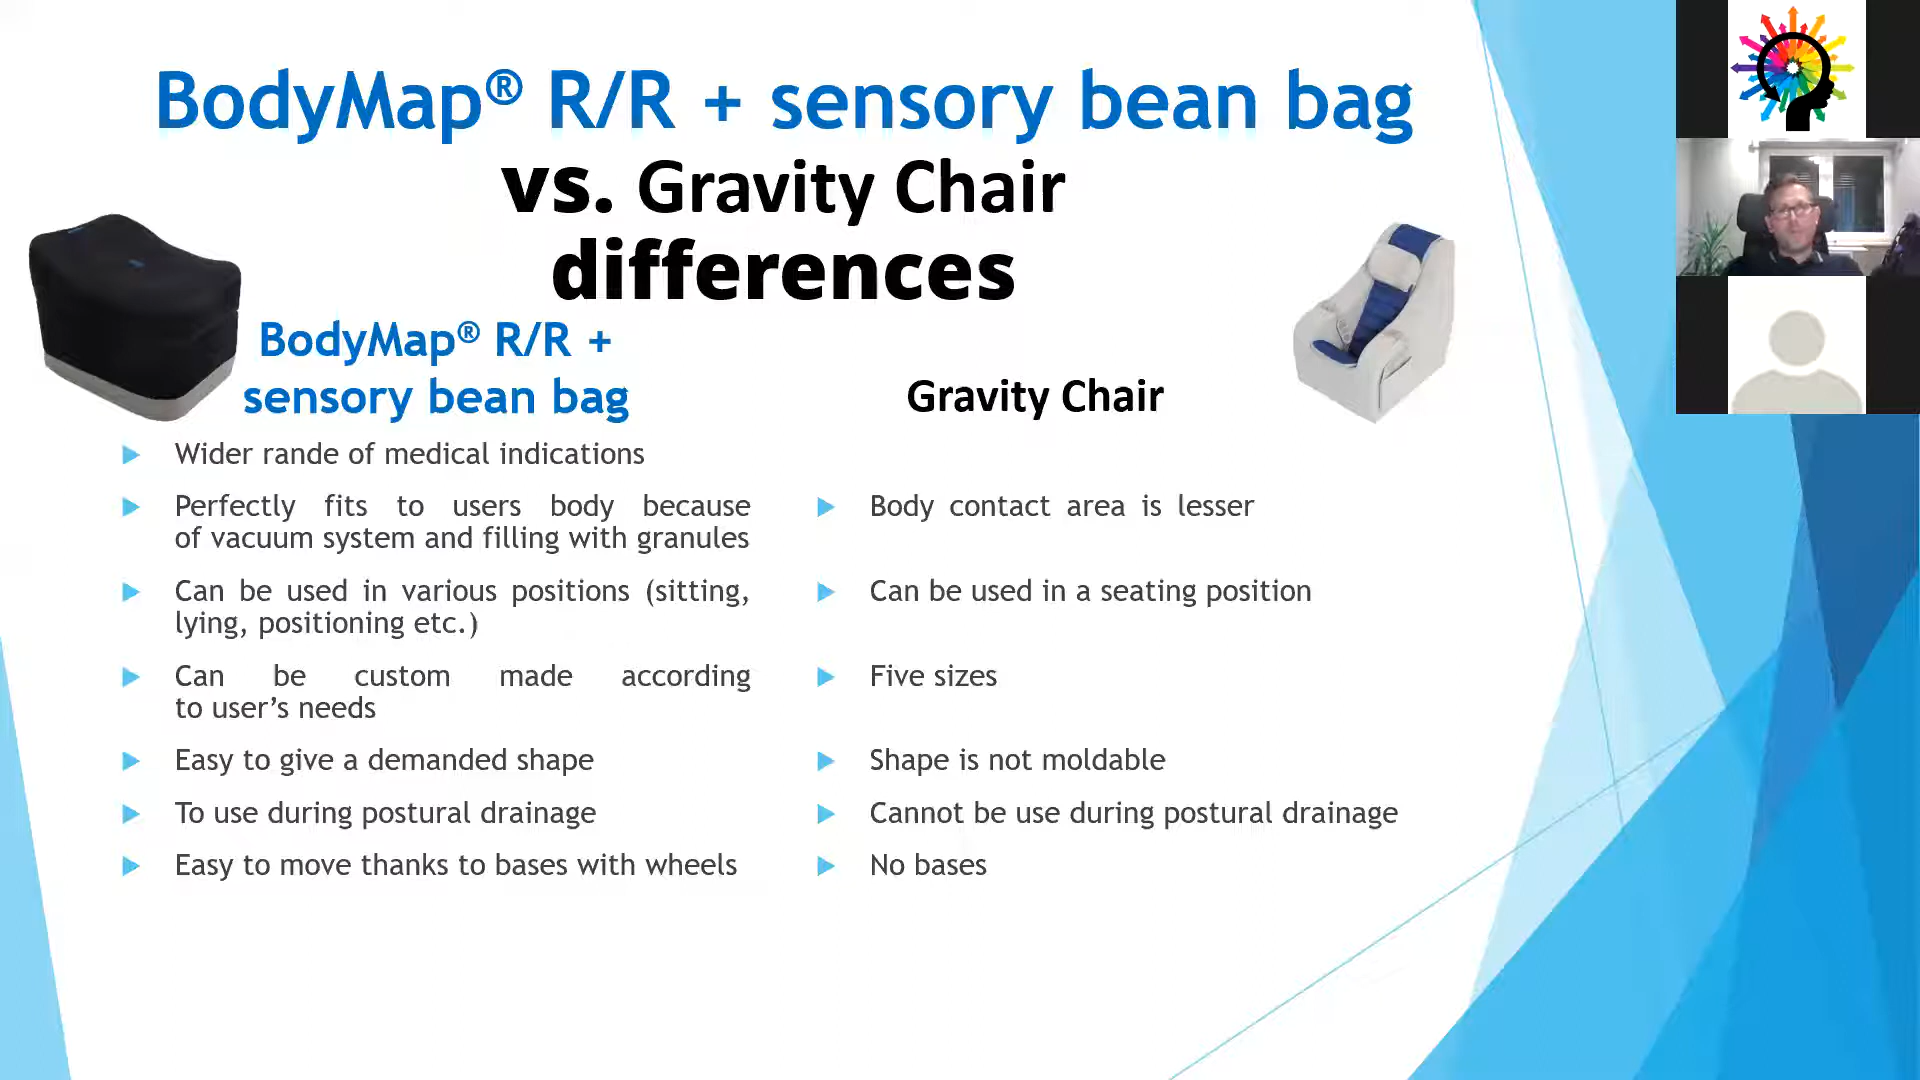 BodyMap® R/R + sensory bean bag
vs. Gravity Chair
differences
BodyMap® R/R +
sensory bean bag
Wider rande of medical indications
Perfectly fits to users body because
of vacuum system and filling with granules
Can be used in various positions (sitting,
lying, positioning etc.)
Can be custom made according
to user’s needs
Easy to give a demanded shape
To use during postural drainage
Easy to move thanks to bases with wheels
Gravity Chair
Body contact area is lesser
Can be used in a seating position
Five sizes
Shape is not moldable
Cannot be use during postural drainage
No bases